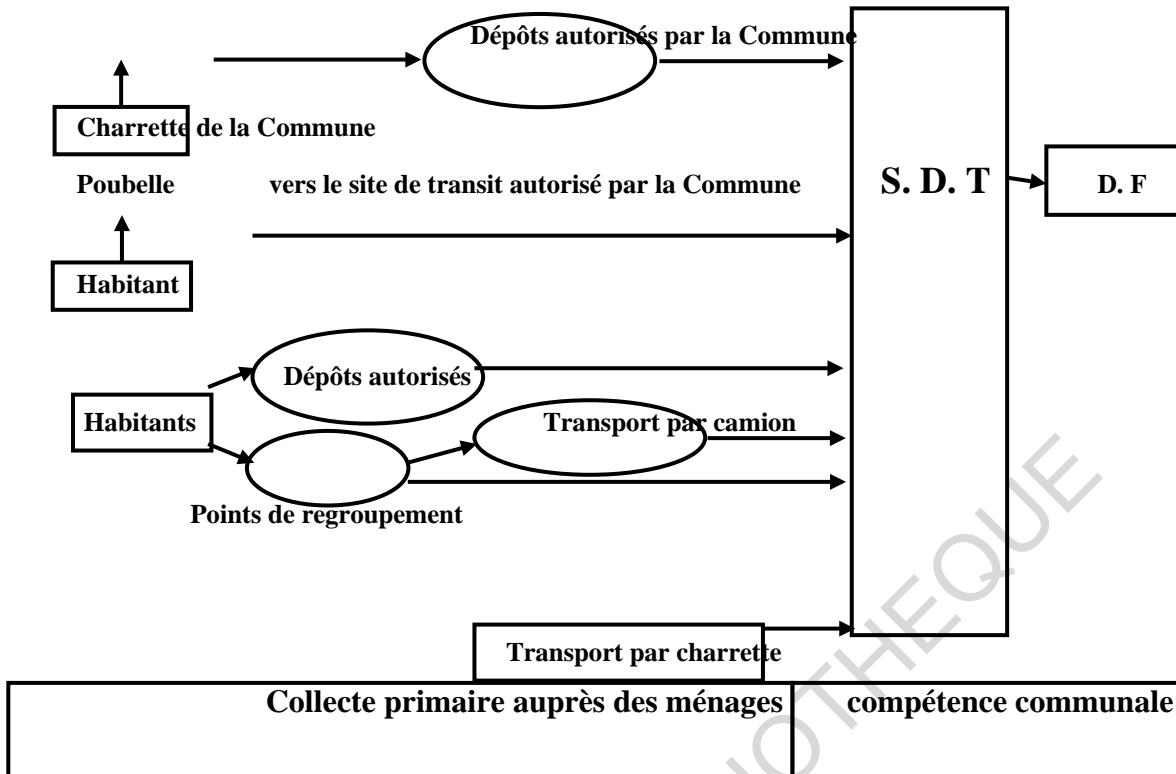 Dépôts autorisés par la Commune
Charrette de la Commune
Poubelle
vers le site de transit autorisé par la Commune
S. D. T
D. F
Habitant
Dépôts autorisés
Habitants
Transport par camion
Points de regroupement
Transport par charrette
Collecte primaire auprès des ménages
compétence communale